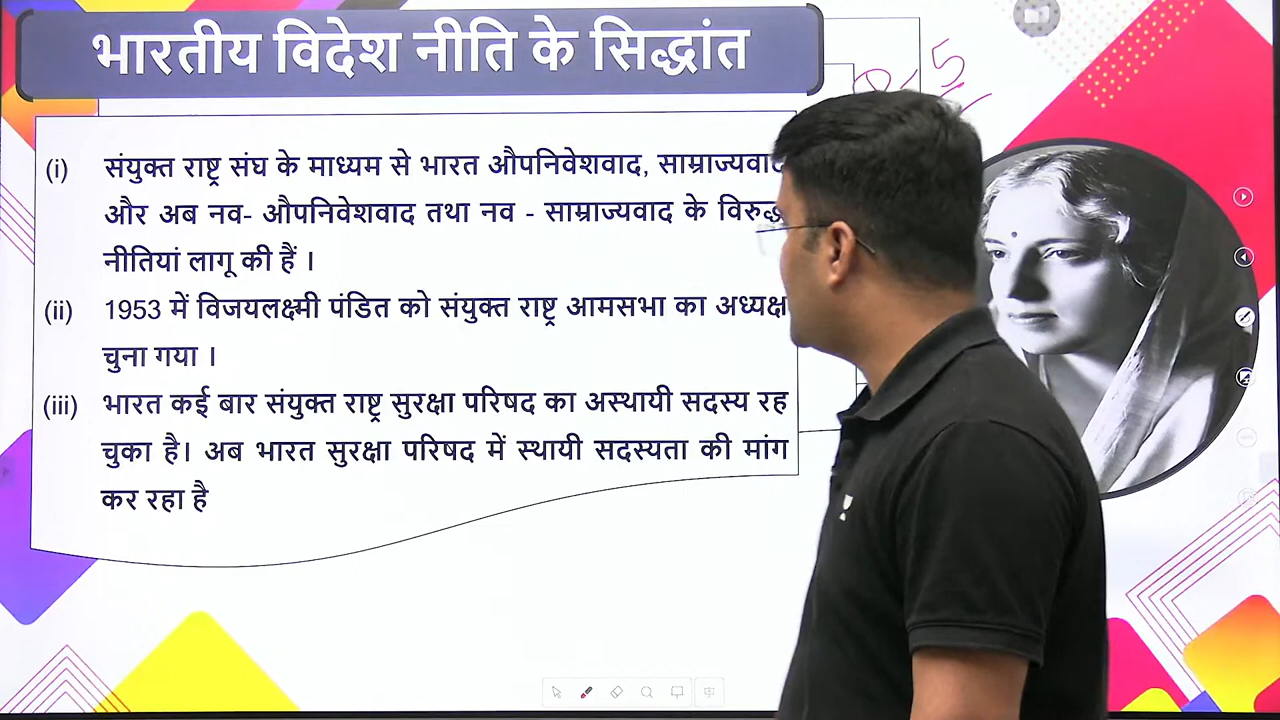 भारतीय विदेश नीति के सिद्धांत
5
(i) संयुक्त राष्ट्र संघ के माध्यम से भारत औपनिवेशवाद, साम्राज्यवाद
और अब नव- औपनिवेशवाद तथा नव - साम्राज्यवाद के विरुद्ध
नीतियां लागू की हैं ।
(ii) 1953 में विजयलक्ष्मी पंडित को संयुक्त राष्ट्र आमसभा का अध्यक्ष
चुना गया ।
(iii) भारत कई बार संयुक्त राष्ट्र सुरक्षा परिषद का अस्थायी सदस्य रह
चुका है। अब भारत सुरक्षा परिषद में स्थायी सदस्यता की मांग
कर रहा है